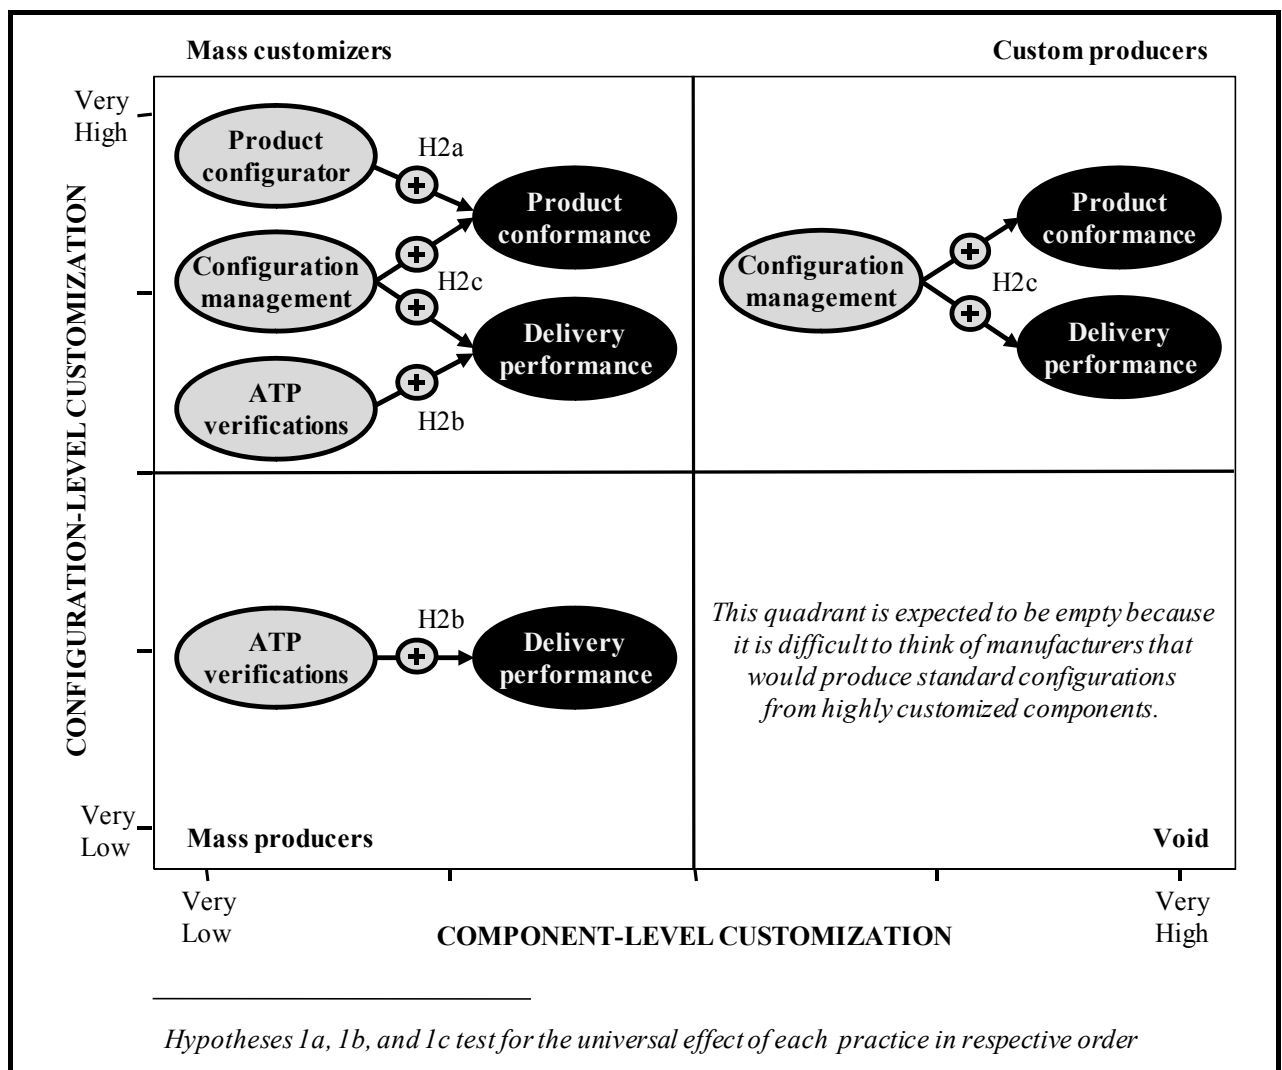 Mass customizers
Custom producers
Very
High
Product
configurator
H2a
+
Product
conformance
Configuration
management
+
H2c
+
Delivery
performance
ATP
verifications
+
H2b
Configuration
management
+
H2c
+
Product
conformance
Delivery
performance
CONFIGURATION-LEVEL CUSTOMIZATION
ATP
verifications
H2b
+
Delivery
performance
This quadrant is expected to be empty because
it is difficult to think of manufacturers that
would produce standard configurations
from highly customized components.
Very
Low
Mass producers
Void
Very
Low
COMPONENT-LEVEL CUSTOMIZATION
Very
High
Hypotheses 1a, 1b, and 1c test for the universal effect of each practice in respective order